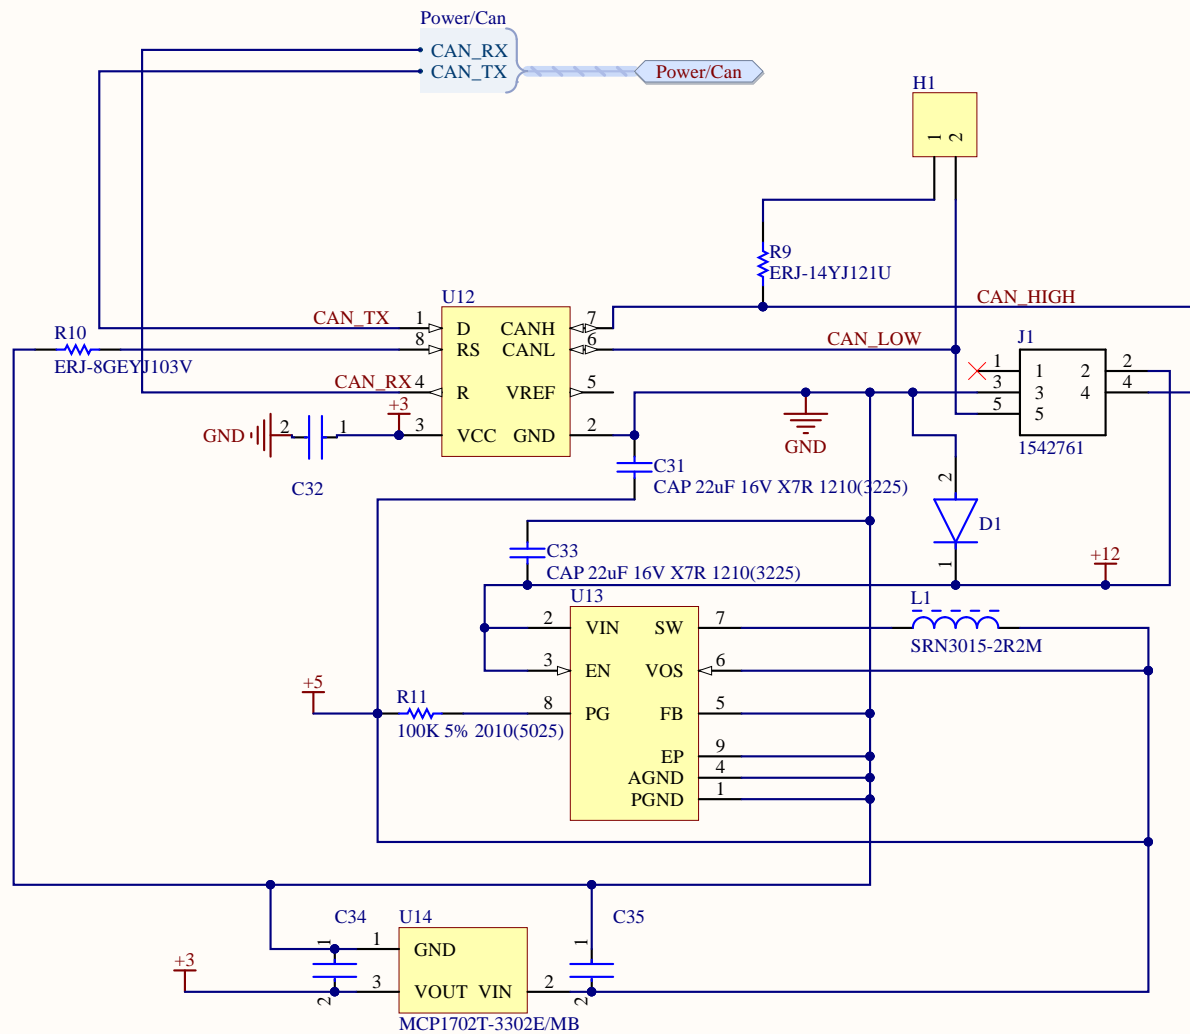 Power/Can
CAN_RX
CAN_TX
Power/Can
H1
1
2
R9
ERJ-14YJ121U
U12
CAN_HIGH
CAN_TX
1
D
CANH
7
R10
8
RS
CANL
6
CAN_LOW
J1
ERJ-8GEYJ103V
1
1
2
2
CAN_RX
4
R
VREF
5
3
3
4
4
+3
5
5
GND
2
1
3
VCC
GND
2
GND
1542761
C32
C31
CAP 22uF 16V X7R 1210(3225)
2
D1
C33
CAP 22uF 16V X7R 1210(3225)
1
+12
U13
L1
2
VIN
SW
7
SRN3015-2R2M
3
EN
VOS
6
+5
R11
8
PG
FB
5
100K 5% 2010(5025)
EP
9
AGND
4
PGND
1
C34
U14
C35
1
1
GND
1
+3
3
VOUT
VIN
2
2
2
MCP1702T-3302E/MB